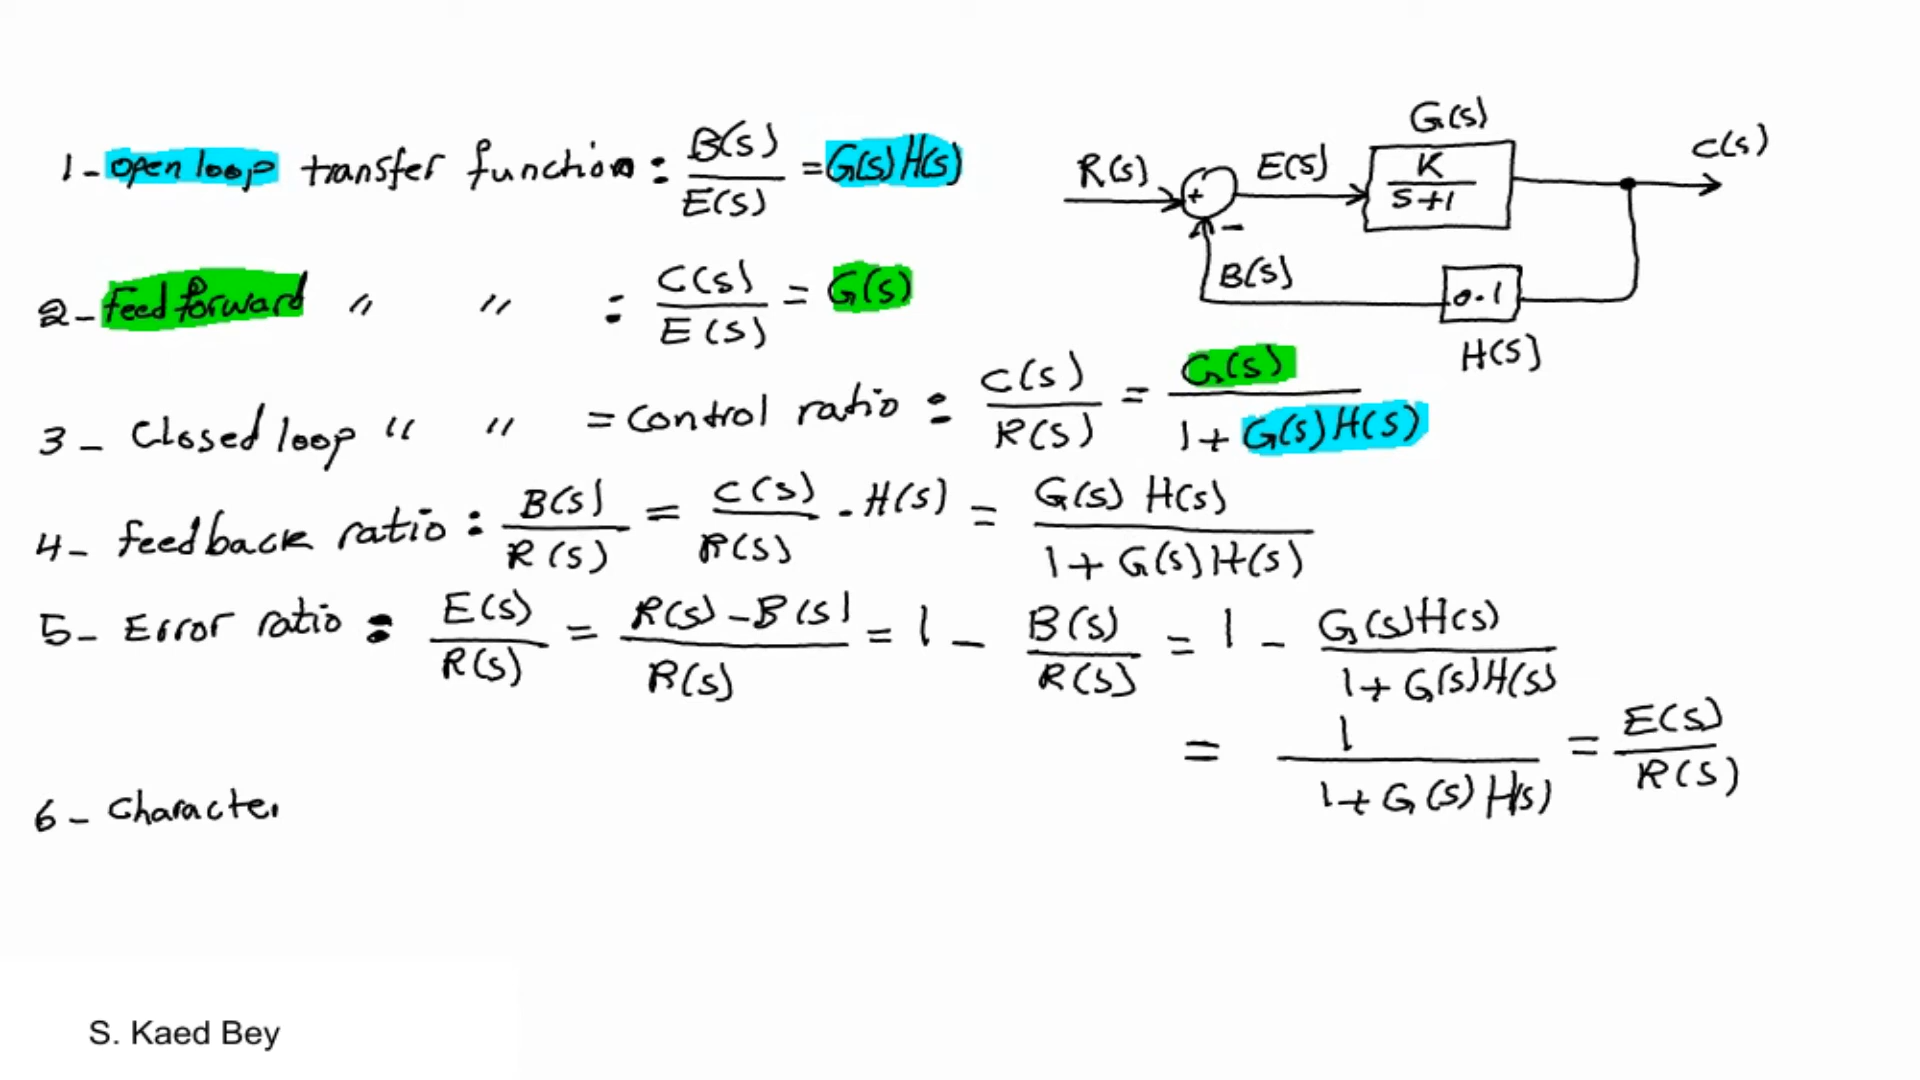 1- open loop transfer function : B(s)/E(s) = G(s)H(s)
2- feed forward " " : C(s)/E(s) = G(s)
3- Closed loop " " = control ratio : C(s)/R(s) = G(s)/(1+G(s)H(s))
4- feedback ratio : B(s)/R(s) = C(s)/R(s) · H(s) = G(s)H(s)/(1+G(s)H(s))
5- Error ratio : E(s)/R(s) = (R(s)-B(s))/R(s) = 1 - B(s)/R(s) = 1 - G(s)H(s)/(1+G(s)H(s))
= 1/(1+G(s)H(s)) = E(s)/R(s)
6- Character
G(s)
R(s) + - E(s) K/(s+1) C(s)
B(s) 0.1
H(s)
S. Kaed Bey